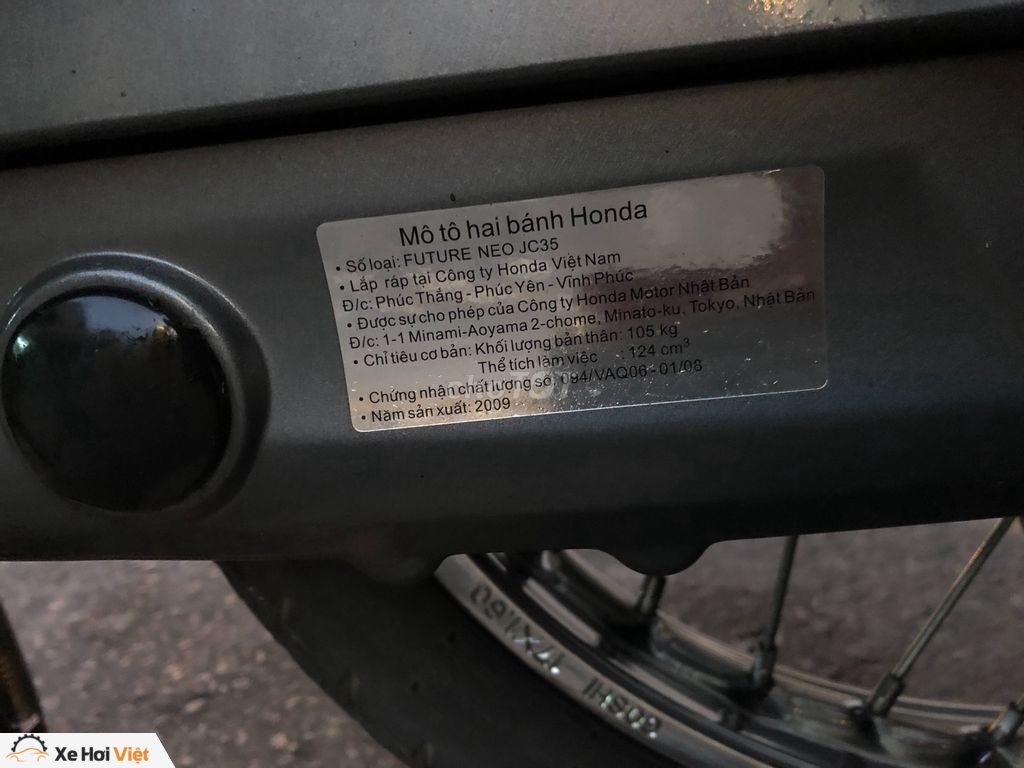 Mô tô hai bánh Honda
• Số loại: FUTURE NEO JC35
• Lắp ráp tại Công ty Honda Việt Nam
Đ/c: Phúc Thắng - Phúc Yên - Vĩnh Phúc
• Được sự cho phép của Công ty Honda Motor Nhật Bản
Đ/c: 1-1 Minami-Aoyama 2-chome, Minato-ku, Tokyo, Nhật Bản
• Chỉ tiêu cơ bản: Khối lượng bản thân: 105 kg
Thể tích làm việc : 124 cm³
• Chứng nhận chất lượng số: 094/VAQ06 - 01/08
• Năm sản xuất: 2009
17X1.60
Xe Hơi Việt